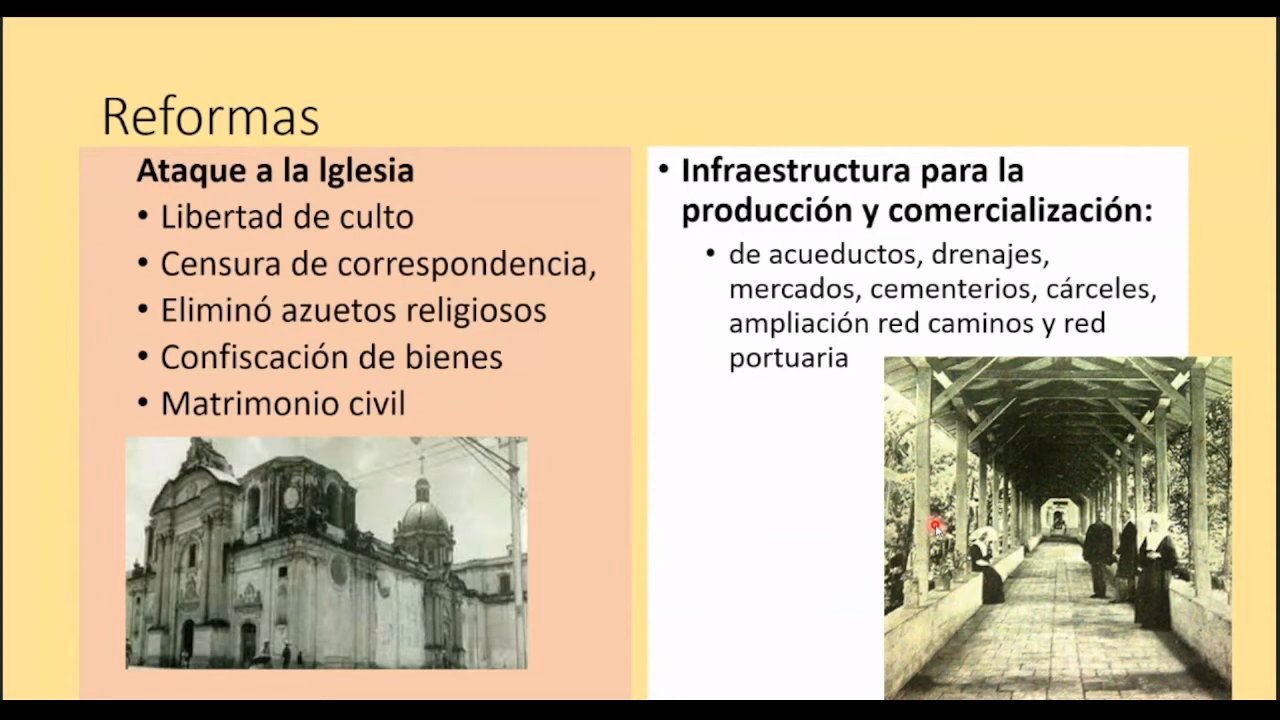 Reformas
Ataque a la Iglesia
• Libertad de culto
• Censura de correspondencia,
• Eliminó azuetos religiosos
• Confiscación de bienes
• Matrimonio civil
• Infraestructura para la
producción y comercialización:
• de acueductos, drenajes,
mercados, cementerios, cárceles,
ampliación red caminos y red
portuaria